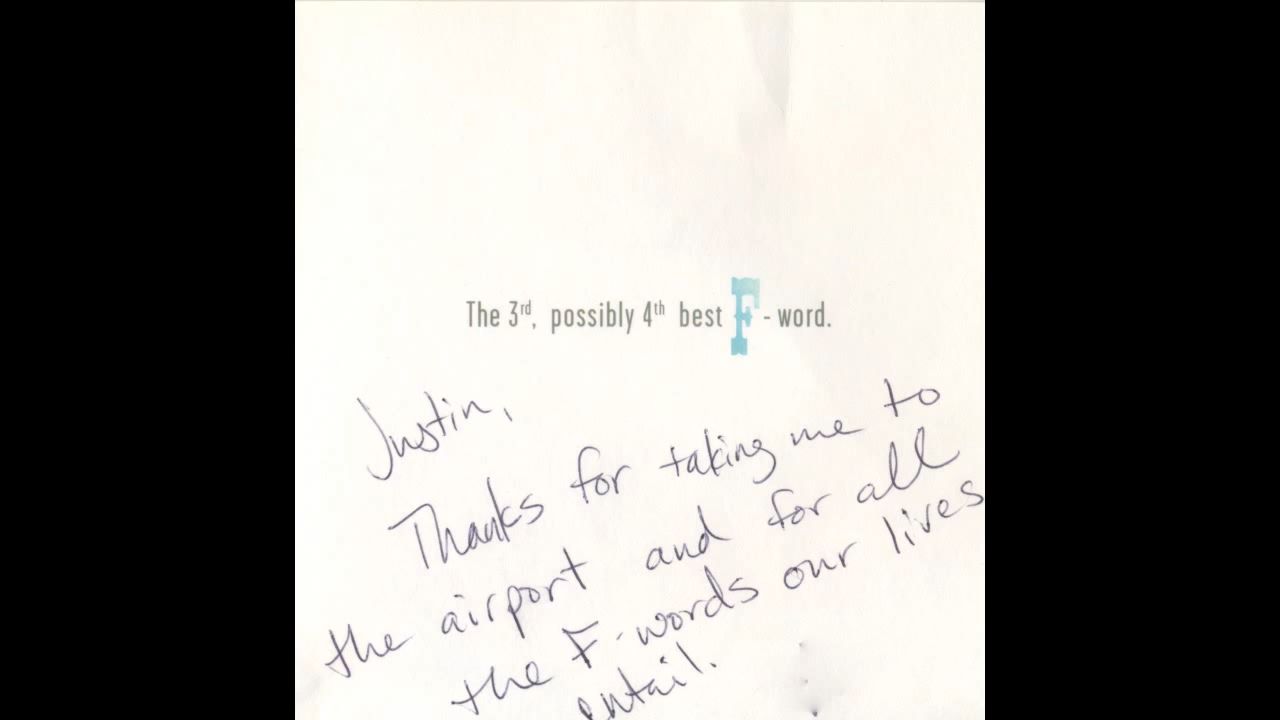 The 3rd, possibly 4th best F - word.
Justin,
Thanks for taking me to
the airport and for all
the F-words our lives
entail.